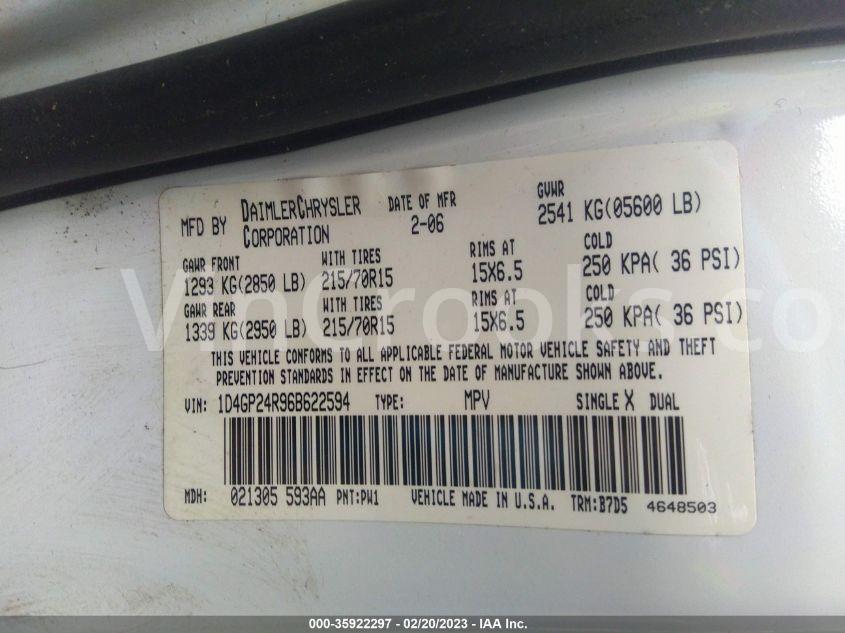 MFD BY DAIMLERCHRYSLER CORPORATION DATE OF MFR 2-06 GVWR 2541 KG(05600 LB)
GAWR FRONT WITH TIRES RIMS AT COLD
1293 KG(2850 LB) 215/70R15 15X6.5 250 KPA( 36 PSI)
GAWR REAR WITH TIRES RIMS AT COLD
1339 KG(2950 LB) 215/70R15 15X6.5 250 KPA( 36 PSI)
THIS VEHICLE CONFORMS TO ALL APPLICABLE FEDERAL MOTOR VEHICLE SAFETY AND THEFT
PREVENTION STANDARDS IN EFFECT ON THE DATE OF MANUFACTURE SHOWN ABOVE.
VIN: 1D4GP24R96B622594 TYPE: MPV SINGLE X DUAL
MDH: 021305 593AA PNT:PW1 VEHICLE MADE IN U.S.A. TRM:B7D5 4648503
VinCrooks.co
000-35922297 - 02/20/2023 - IAA Inc.